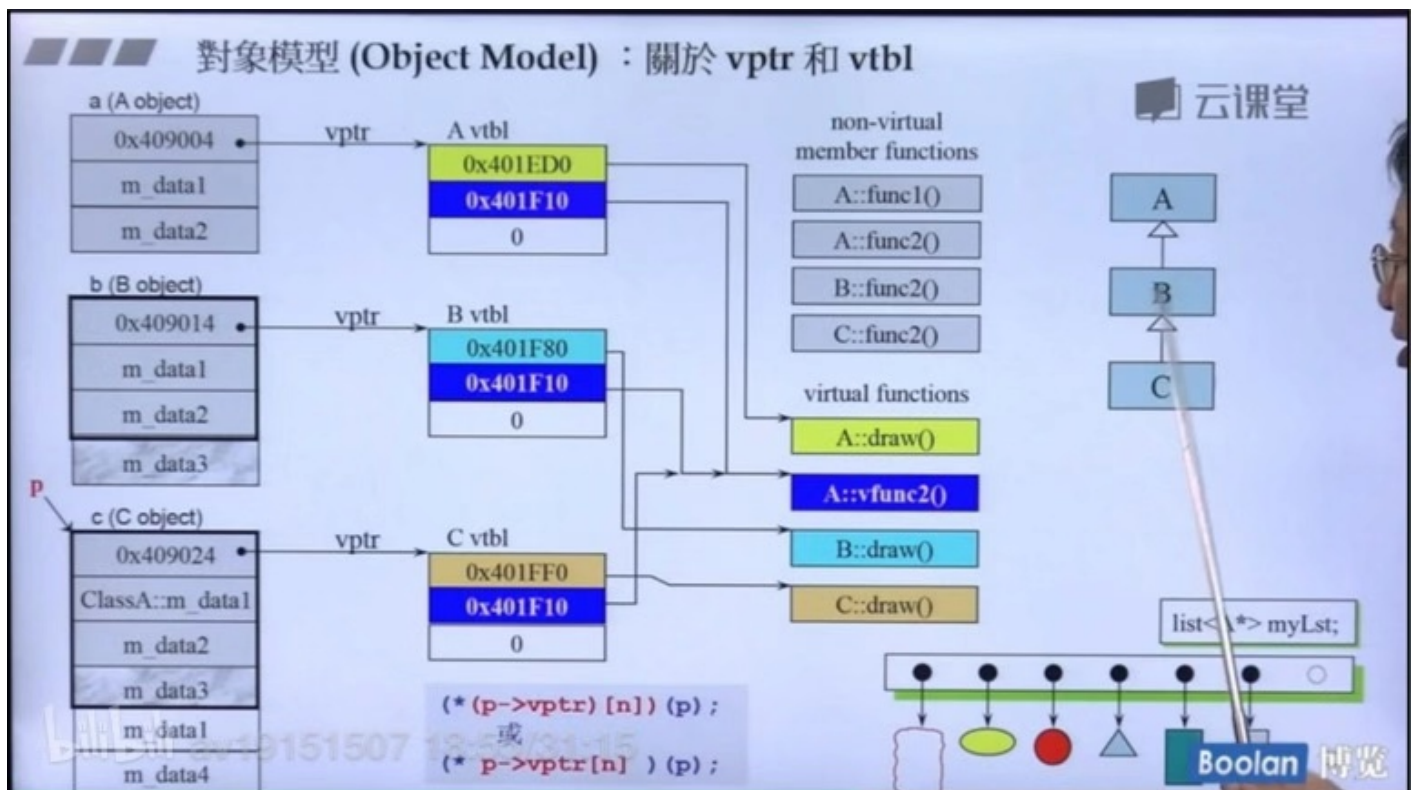 對象模型 (Object Model) ：關於 vptr 和 vtbl
云课堂
a (A object)
0x409004
m_data1
m_data2
vptr
A vtbl
0x401ED0
0x401F10
0
b (B object)
0x409014
m_data1
m_data2
m_data3
vptr
B vtbl
0x401F80
0x401F10
0
p
c (C object)
0x409024
ClassA::m_data1
m_data2
m_data3
m_data1
m_data4
vptr
C vtbl
0x401FF0
0x401F10
0
(*(p->vptr)[n])(p);
或
(* p->vptr[n] )(p);
non-virtual
member functions
A::func1()
A::func2()
B::func2()
C::func2()
virtual functions
A::draw()
A::vfunc2()
B::draw()
C::draw()
A
B
C
list<A*> myLst;
bilibili av19151507
Boolan 博览